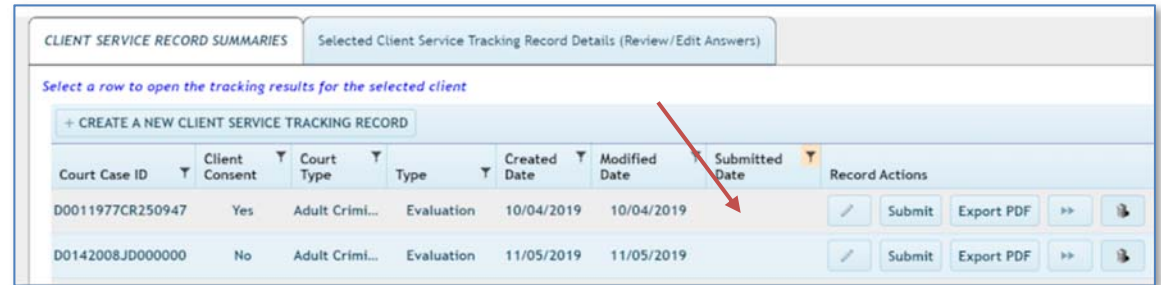 CLIENT SERVICE RECORD SUMMARIES Selected Client Service Tracking Record Details (Review/Edit Answers)
Select a row to open the tracking results for the selected client
+ CREATE A NEW CLIENT SERVICE TRACKING RECORD
Court Case ID Client Consent Court Type Type Created Date Modified Date Submitted Date Record Actions
D0011977CR250947 Yes Adult Crimi... Evaluation 10/04/2019 10/04/2019 Submit Export PDF
D0142008JD000000 No Adult Crimi... Evaluation 11/05/2019 11/05/2019 Submit Export PDF